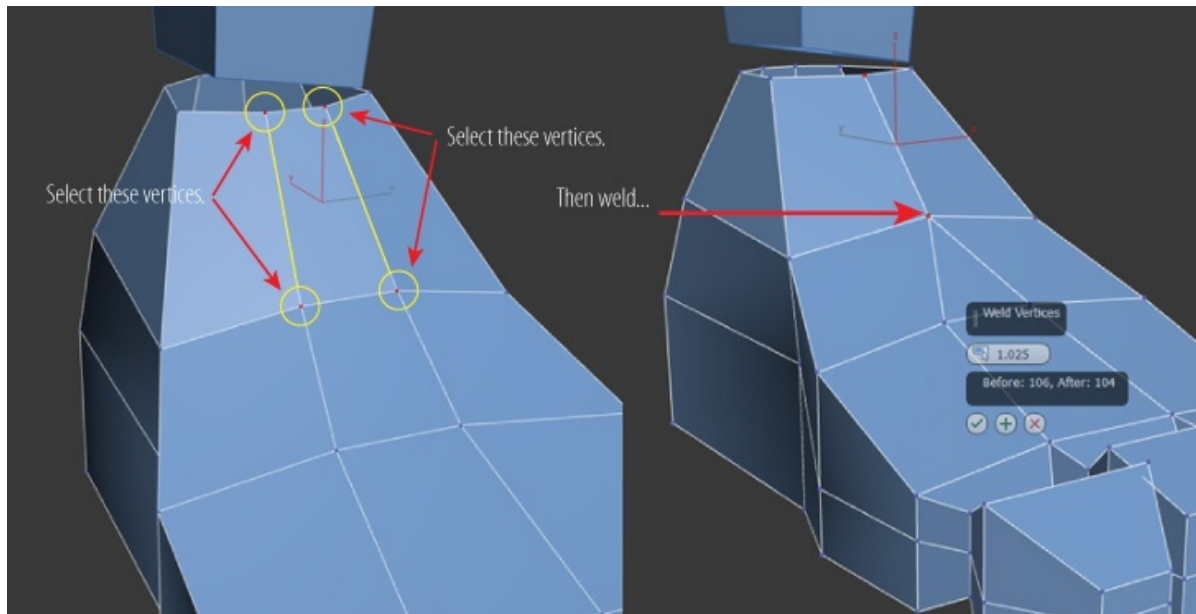 Select these vertices.
Select these vertices.
Then weld...
z
x
y
Weld Vertices
1.025
Before: 106, After: 104